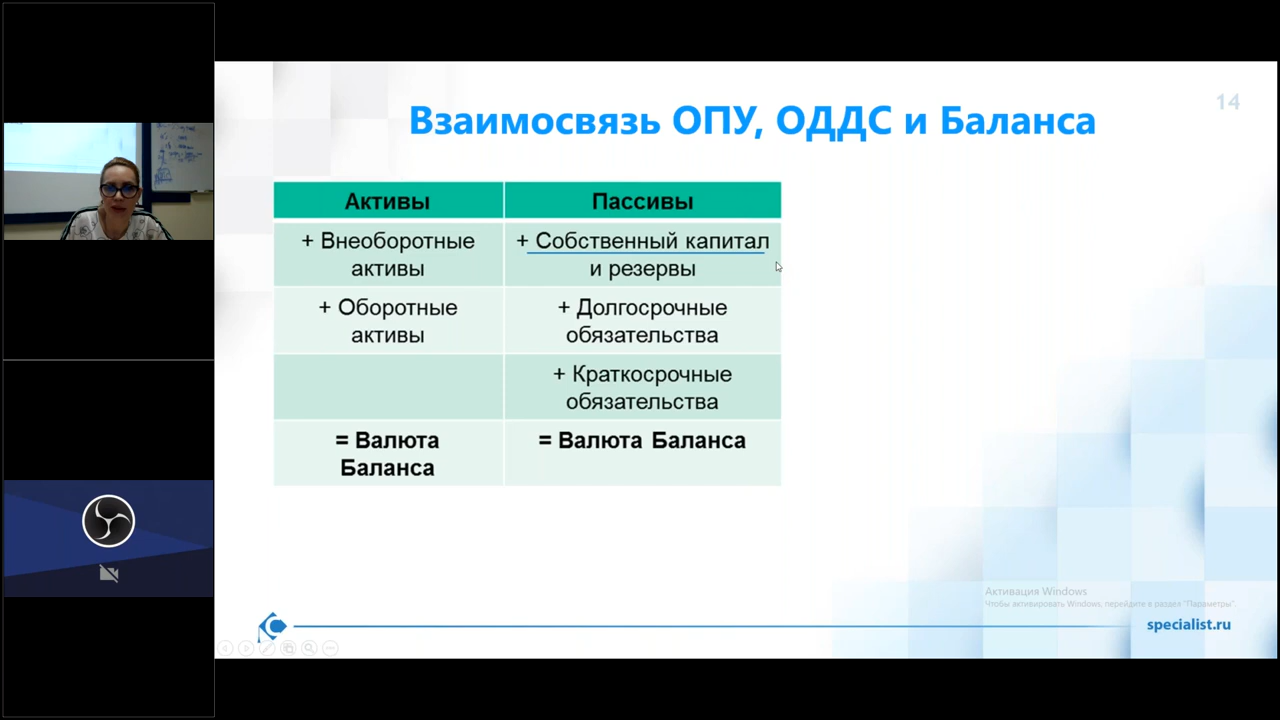 Взаимосвязь ОПУ, ОДДС и Баланса
14
Активы
Пассивы
+ Внеоборотные
активы
+ Собственный капитал
и резервы
+ Оборотные
активы
+ Долгосрочные
обязательства
+ Краткосрочные
обязательства
= Валюта
Баланса
= Валюта Баланса
Активация Windows
Чтобы активировать Windows, перейдите в раздел "Параметры".
specialist.ru